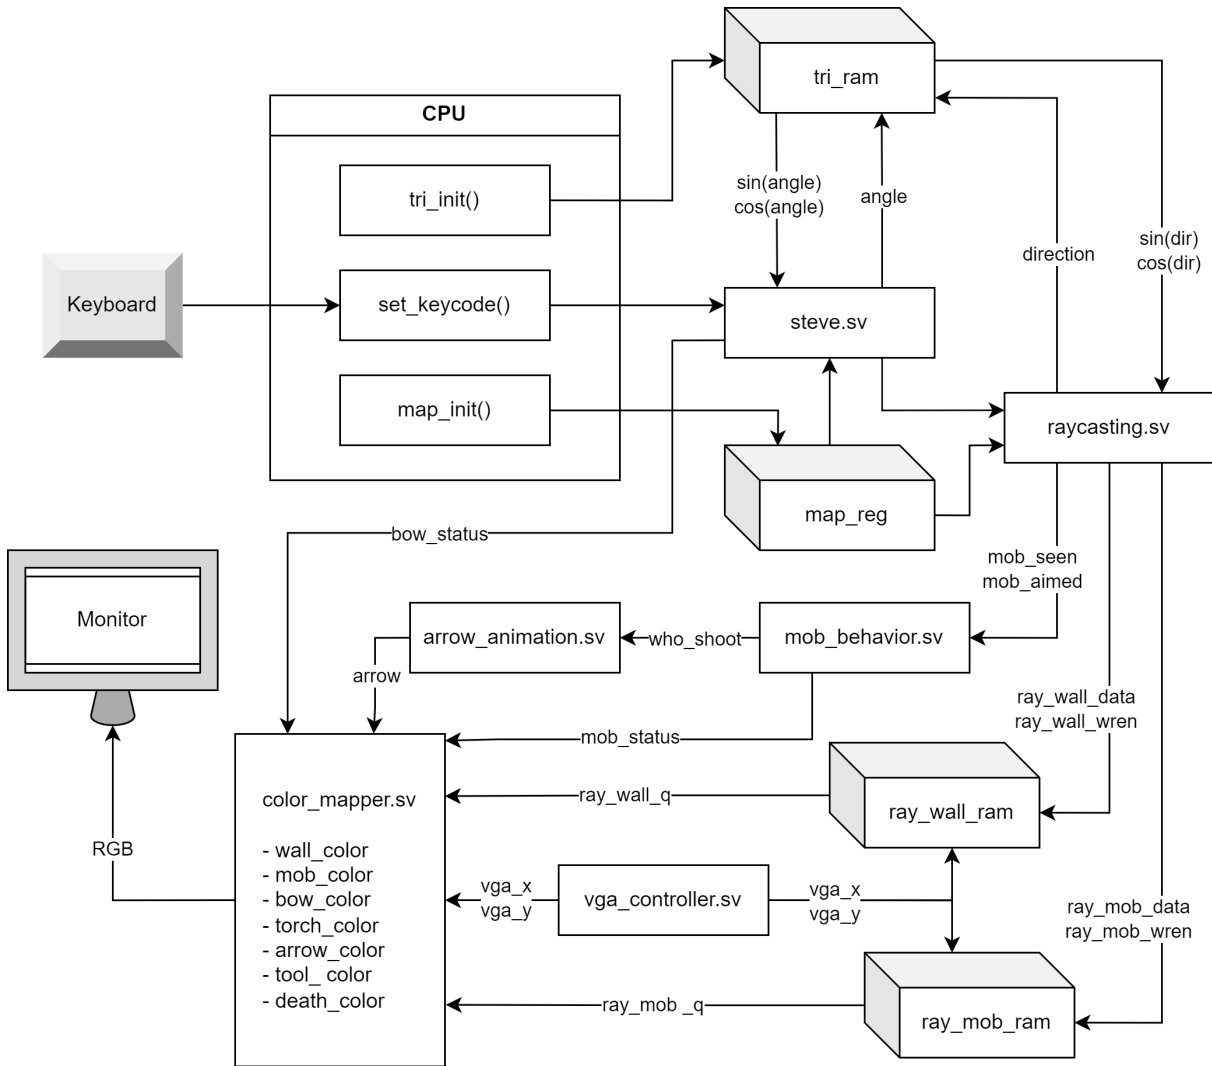 tri_ram
CPU
tri_init()
sin(angle)
cos(angle)
angle
direction
sin(dir)
cos(dir)
Keyboard
set_keycode()
steve.sv
map_init()
raycasting.sv
map_reg
bow_status
mob_seen
mob_aimed
Monitor
arrow_animation.sv
who_shoot
mob_behavior.sv
arrow
ray_wall_data
ray_wall_wren
mob_status
color_mapper.sv
- wall_color
- mob_color
- bow_color
- torch_color
- arrow_color
- tool_ color
- death_color
ray_wall_q
ray_wall_ram
RGB
vga_x
vga_y
vga_controller.sv
vga_x
vga_y
ray_mob_data
ray_mob_wren
ray_mob _q
ray_mob_ram